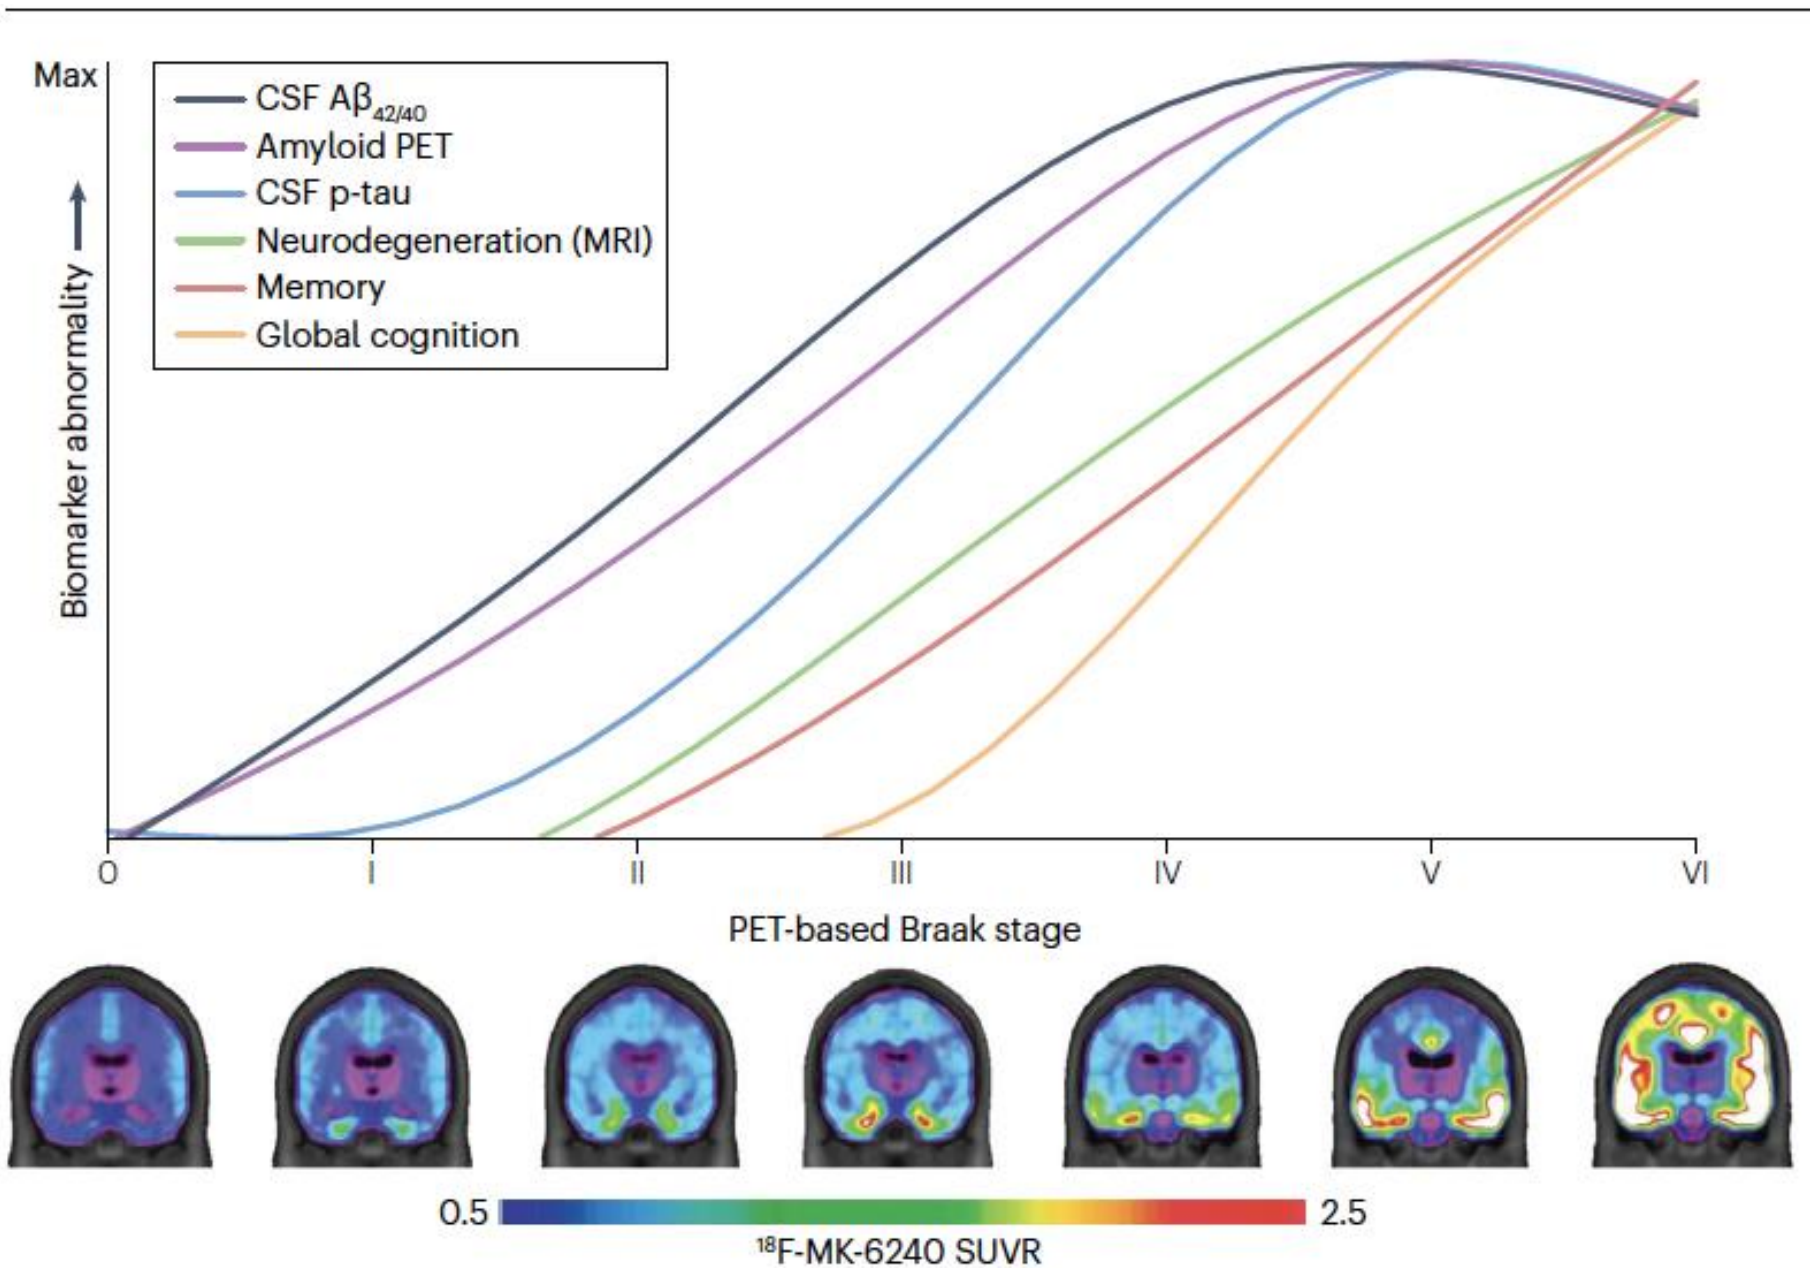 Max
CSF Aβ42/40
Amyloid PET
CSF p-tau
Neurodegeneration (MRI)
Memory
Global cognition
Biomarker abnormality
0 I II III IV V VI
PET-based Braak stage
0.5 2.5
¹⁸F-MK-6240 SUVR